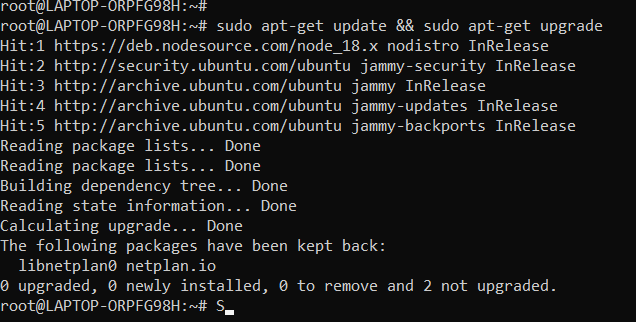 root@LAPTOP-ORPFG98H:~#
root@LAPTOP-ORPFG98H:~# sudo apt-get update && sudo apt-get upgrade
Hit:1 https://deb.nodesource.com/node_18.x nodistro InRelease
Hit:2 http://security.ubuntu.com/ubuntu jammy-security InRelease
Hit:3 http://archive.ubuntu.com/ubuntu jammy InRelease
Hit:4 http://archive.ubuntu.com/ubuntu jammy-updates InRelease
Hit:5 http://archive.ubuntu.com/ubuntu jammy-backports InRelease
Reading package lists... Done
Reading package lists... Done
Building dependency tree... Done
Reading state information... Done
Calculating upgrade... Done
The following packages have been kept back:
  libnetplan0 netplan.io
0 upgraded, 0 newly installed, 0 to remove and 2 not upgraded.
root@LAPTOP-ORPFG98H:~# S